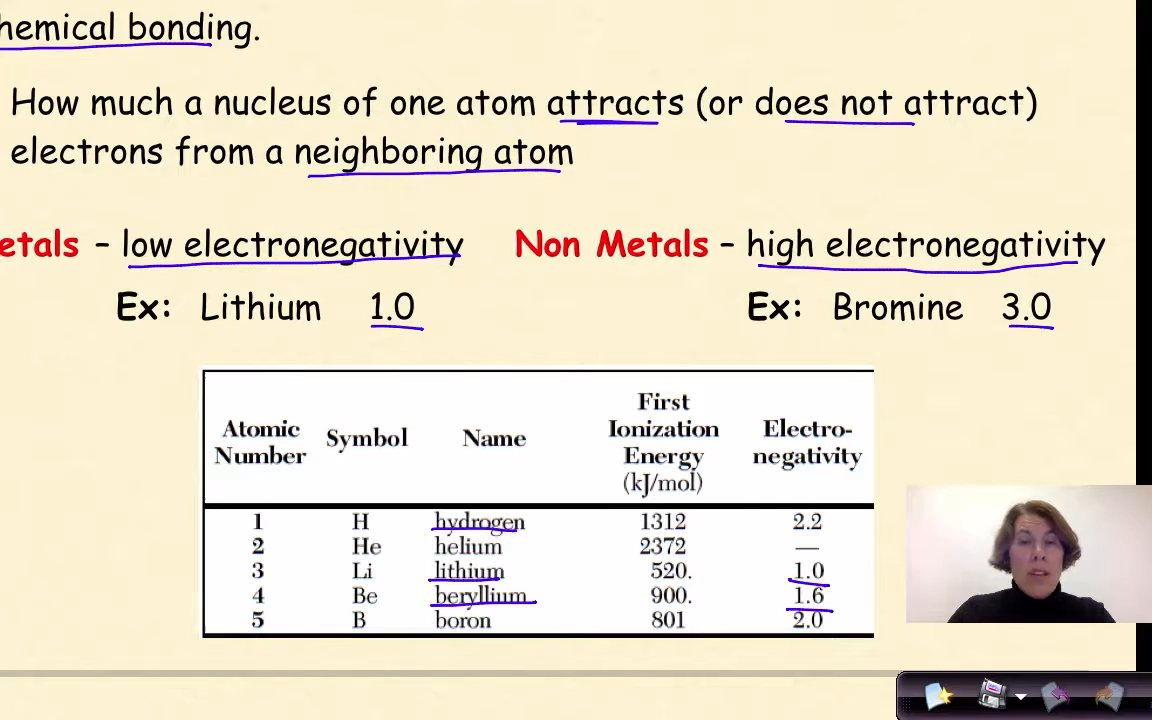 hemical bonding.
How much a nucleus of one atom attracts (or does not attract)
electrons from a neighboring atom
etals – low electronegativity Non Metals – high electronegativity
Ex: Lithium 1.0 Ex: Bromine 3.0
Atomic Number Symbol Name First Ionization Energy (kJ/mol) Electro-negativity
1 H hydrogen 1312 2.2
2 He helium 2372 —
3 Li lithium 520. 1.0
4 Be beryllium 900. 1.6
5 B boron 801 2.0